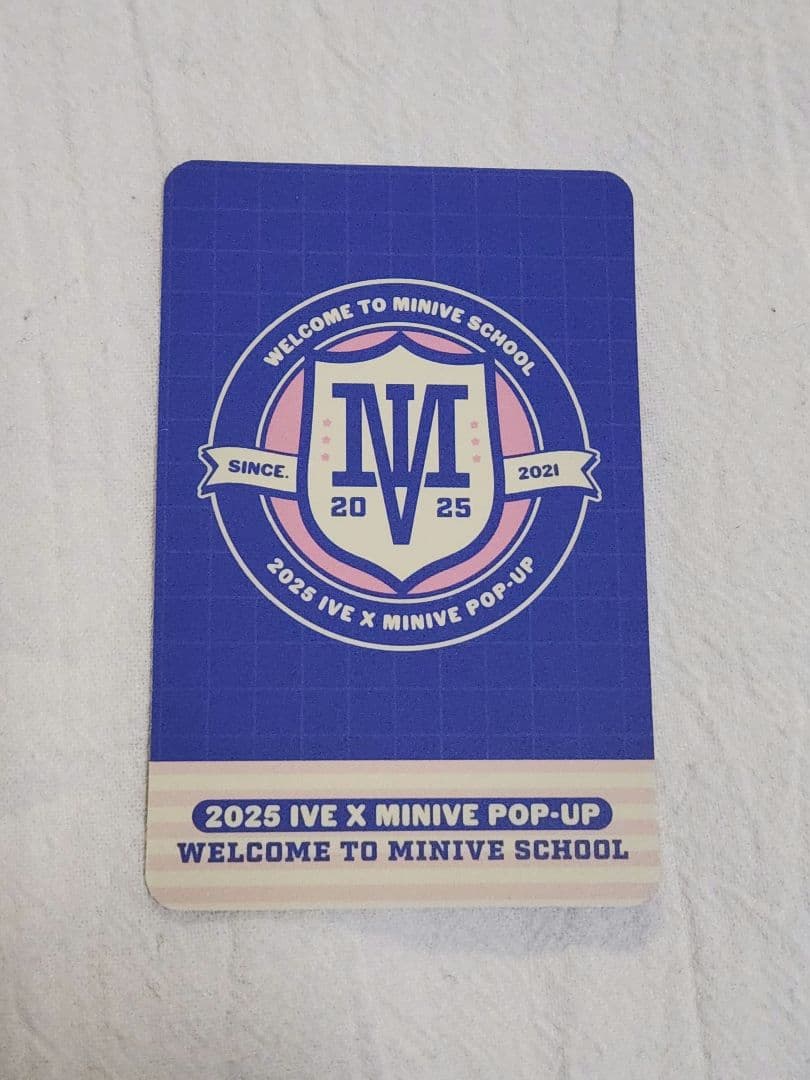 WELCOME TO MINIVE SCHOOL
MV
SINCE. 2021
20 25
2025 IVE X MINIVE POP-UP
2025 IVE X MINIVE POP-UP
WELCOME TO MINIVE SCHOOL